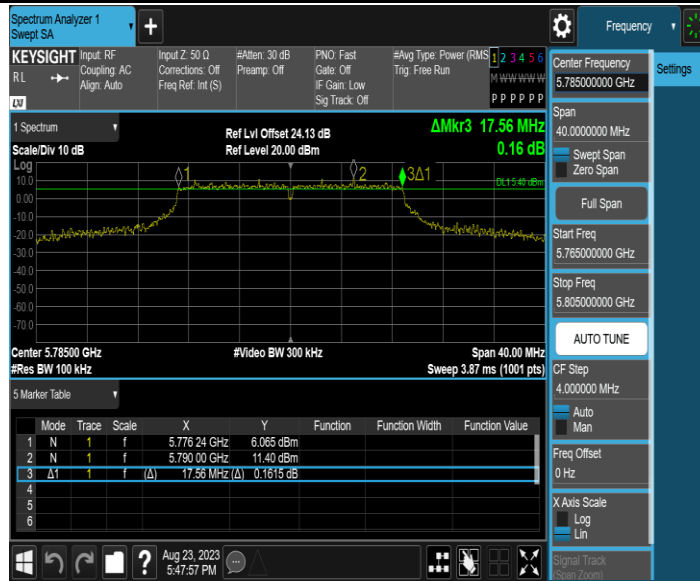 Spectrum Analyzer 1
Swept SA
Frequency
KEYSIGHT
RL
LXI
Input: RF
Coupling: AC
Align: Auto
Input Z: 50 Ω
Corrections: Off
Freq Ref: Int (S)
#Atten: 30 dB
Preamp: Off
PNO: Fast
Gate: Off
IF Gain: Low
Sig Track: Off
#Avg Type: Power (RMS
Trig: Free Run
1 2 3 4 5 6
M W W W W W
P P P P P P
Center Frequency
5.785000000 GHz
Settings
Span
40.0000000 MHz
Swept Span
Zero Span
Full Span
Start Freq
5.765000000 GHz
Stop Freq
5.805000000 GHz
AUTO TUNE
CF Step
4.000000 MHz
Auto
Man
Freq Offset
0 Hz
X Axis Scale
Log
Lin
Signal Track
(Span Zoom)
1 Spectrum
Scale/Div 10 dB
Ref Lvl Offset 24.13 dB
Ref Level 20.00 dBm
ΔMkr3 17.56 MHz
0.16 dB
Log
10.0
0.00
-10.0
-20.0
-30.0
-40.0
-50.0
-60.0
-70.0
1
2
3Δ1
DL1 5.40 dBm
Center 5.78500 GHz
#Res BW 100 kHz
#Video BW 300 kHz
Span 40.00 MHz
Sweep 3.87 ms (1001 pts)
5 Marker Table
Mode Trace Scale X Y Function Function Width Function Value
1 N 1 f 5.776 24 GHz 6.065 dBm
2 N 1 f 5.790 00 GHz 11.40 dBm
3 Δ1 1 f (Δ) 17.56 MHz (Δ) 0.1615 dB
4
5
6
?
Aug 23, 2023
5:47:57 PM